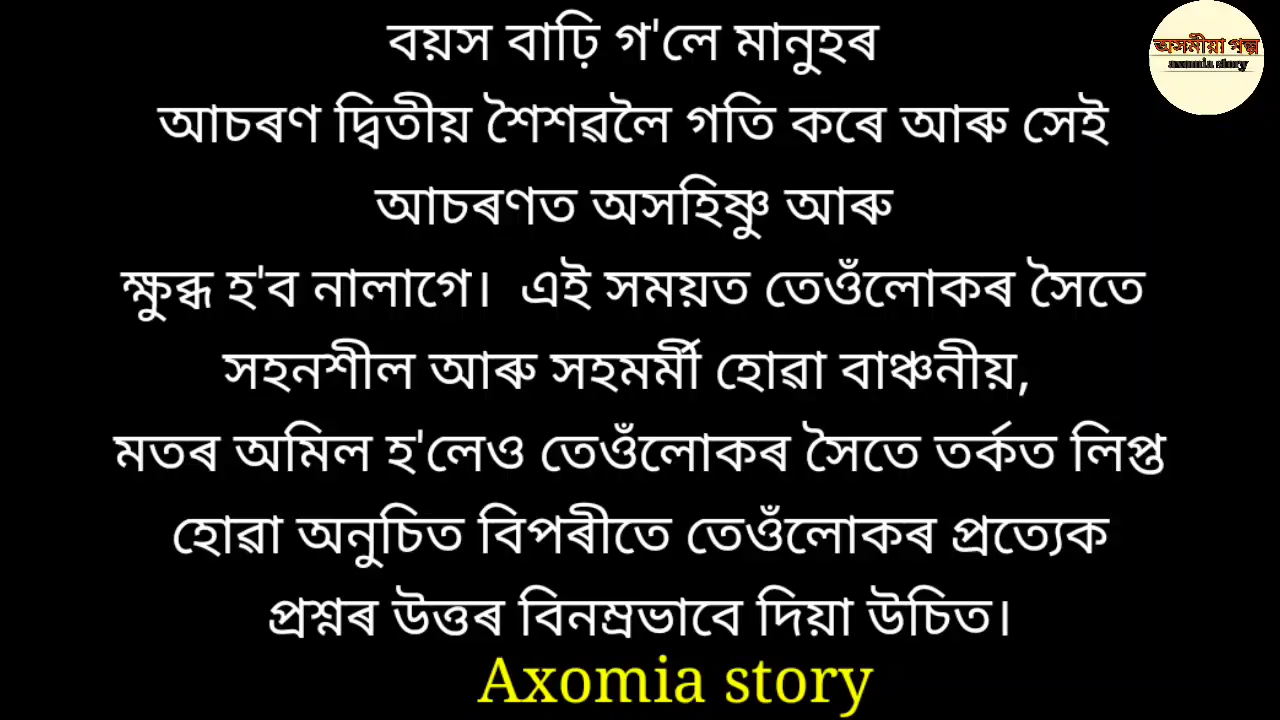 বয়স বাঢ়ি গ'লে মানুহৰ
আচৰণ দ্বিতীয় শৈশৱলৈ গতি কৰে আৰু সেই
আচৰণত অসহিষ্ণু আৰু
ক্ষুব্ধ হ'ব নালাগে। এই সময়ত তেওঁলোকৰ সৈতে
সহনশীল আৰু সহমৰ্মী হোৱা বাঞ্চনীয়,
মতৰ অমিল হ'লেও তেওঁলোকৰ সৈতে তৰ্কত লিপ্ত
হোৱা অনুচিত বিপৰীতে তেওঁলোকৰ প্ৰত্যেক
প্ৰশ্নৰ উত্তৰ বিনম্ৰভাবে দিয়া উচিত।
Axomia story
অসমীয়া গল্প
axomia story